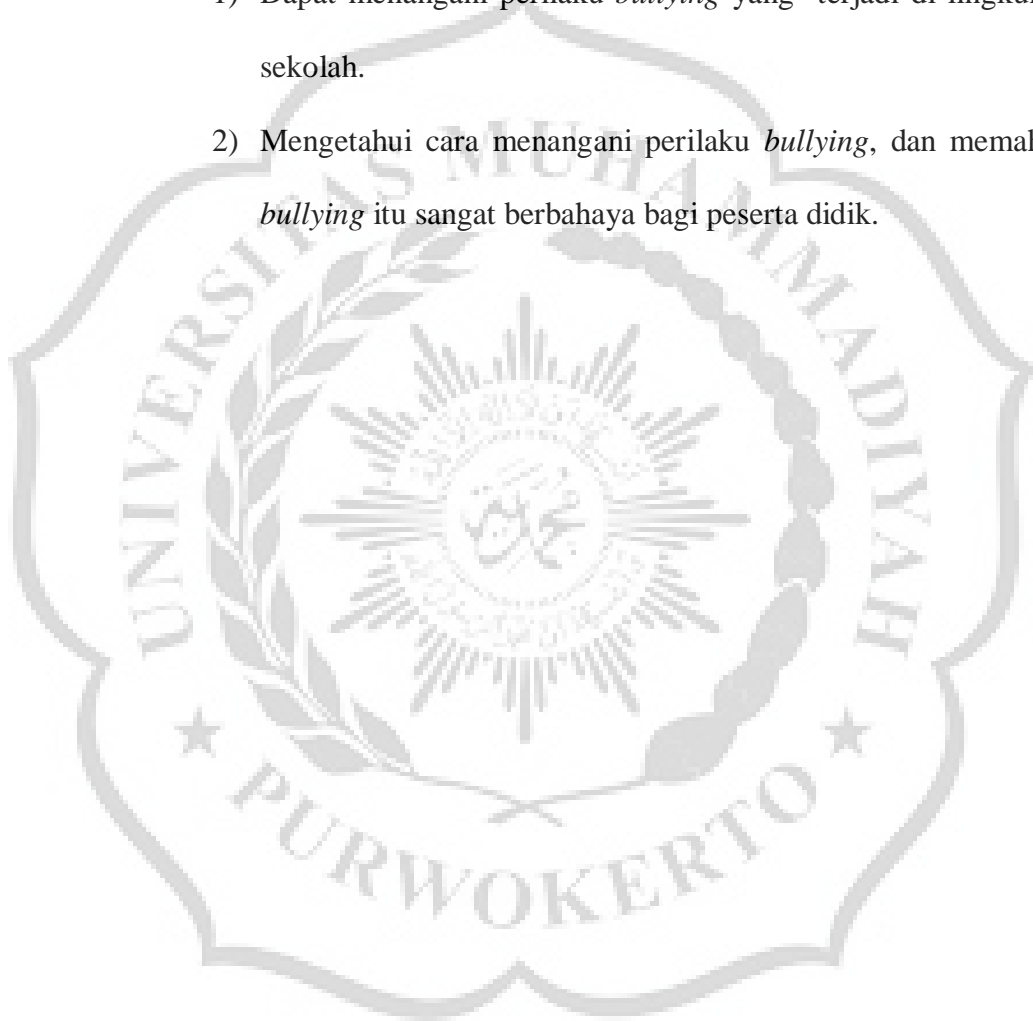 1) Dapat menangani perilaku bullying yang terjadi di
sekolah.
2) Mengetahui cara menangani perilaku bullying, dan
bullying itu sangat berbahaya bagi peserta didik.
UNIVERSITAS MUHAMMADIYAH
★ PURWOKERTO ★